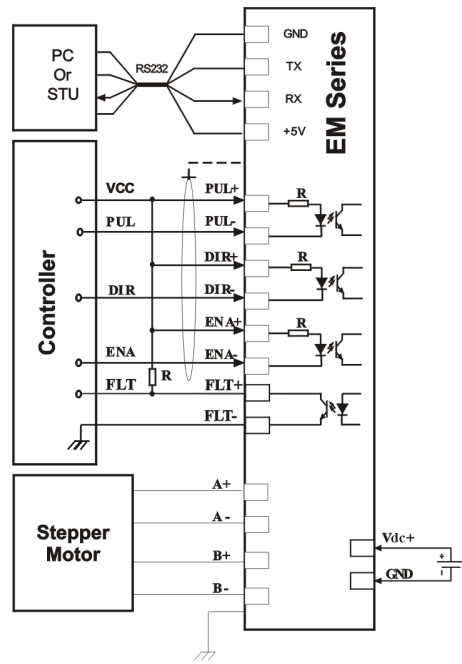 PC
Or
STU
RS232
GND
TX
RX
+5V
EM Series
Controller
VCC
PUL+
R
PUL
PUL-
DIR+
R
DIR
DIR-
ENA+
R
ENA
ENA-
R
FLT
FLT+
FLT-
Stepper
Motor
A+
A-
B+
B-
Vdc+
+
-
GND